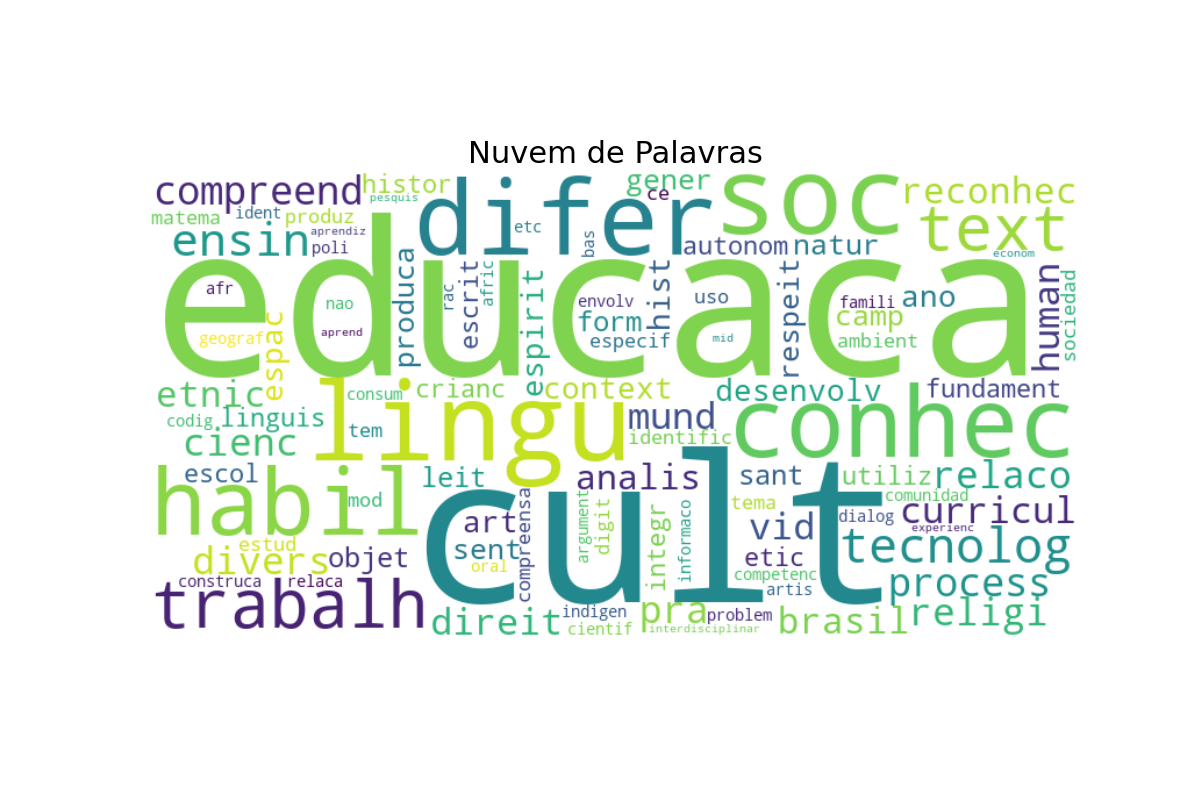 Nuvem de Palavras
compreend
histor
pesquis
difer
gener
ce
soc
reconhec
matema
ident
produz
aprendiz
etc
bas
text
ensin
poli
autonom
natur
econom
educaca
afr
nao
aprend
geograf
espac
produca
rac
escrit
afric
espirit
envolv
form
especif
hist
uso
mid
respeit
famili
camp
ano
ambient
human
sociedad
etnic
consum
crianc
context
desenvolv
fundament
codig
linguis
lingu
tem
mund
identific
conhec
cienc
escol
habil
mod
leit
cult
analis
sant
utiliz
relaco
comunidad
tema
art
compreensa
argument
digit
integr
informaco
vid
dialog
curricul
experienc
estud
divers
objet
sent
oral
etic
tecnolog
competenc
artis
process
construca
relaca
trabalh
direit
indigen
cientif
pra
problem
interdisciplinar
brasil
religi